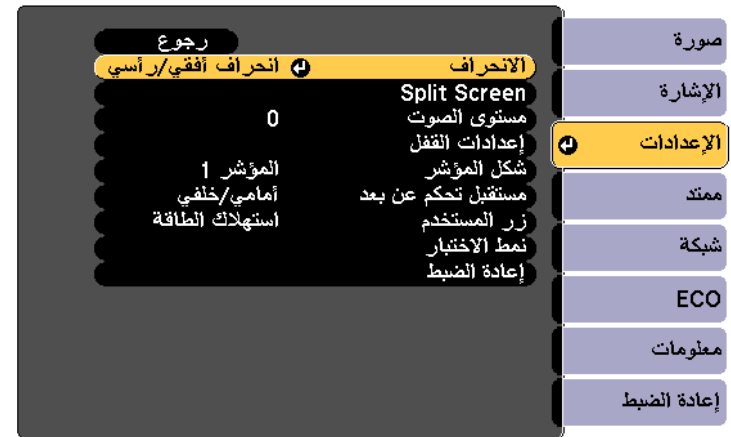 صورة
الإشارة
الإعدادات
ممتد
شبكة
ECO
معلومات
إعادة الضبط
رجوع
الانحراف انحراف أفقي/رأسي
Split Screen
مستوى الصوت 0
إعدادات القفل
شكل المؤشر المؤشر 1
مستقبل تحكم عن بعد أمامي/خلفي
زر المستخدم استهلاك الطاقة
نمط الاختبار
إعادة الضبط